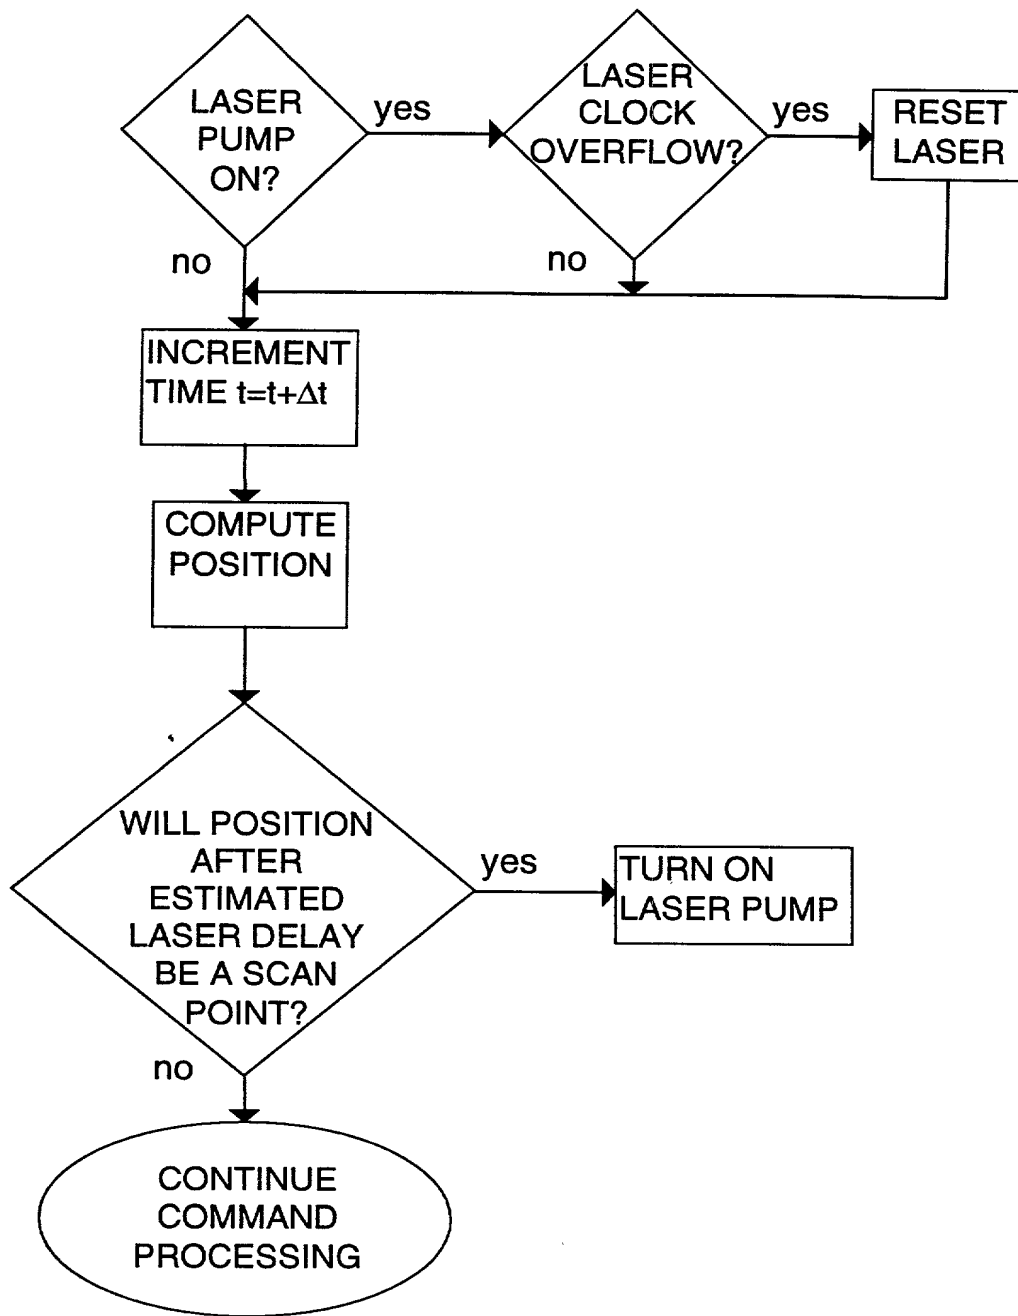 LASER
PUMP
ON?
yes
LASER
CLOCK
OVERFLOW?
yes
RESET
LASER
no
no
INCREMENT
TIME t=t+Δt
COMPUTE
POSITION
WILL POSITION
AFTER
ESTIMATED
LASER DELAY
BE A SCAN
POINT?
yes
TURN ON
LASER PUMP
no
CONTINUE
COMMAND
PROCESSING